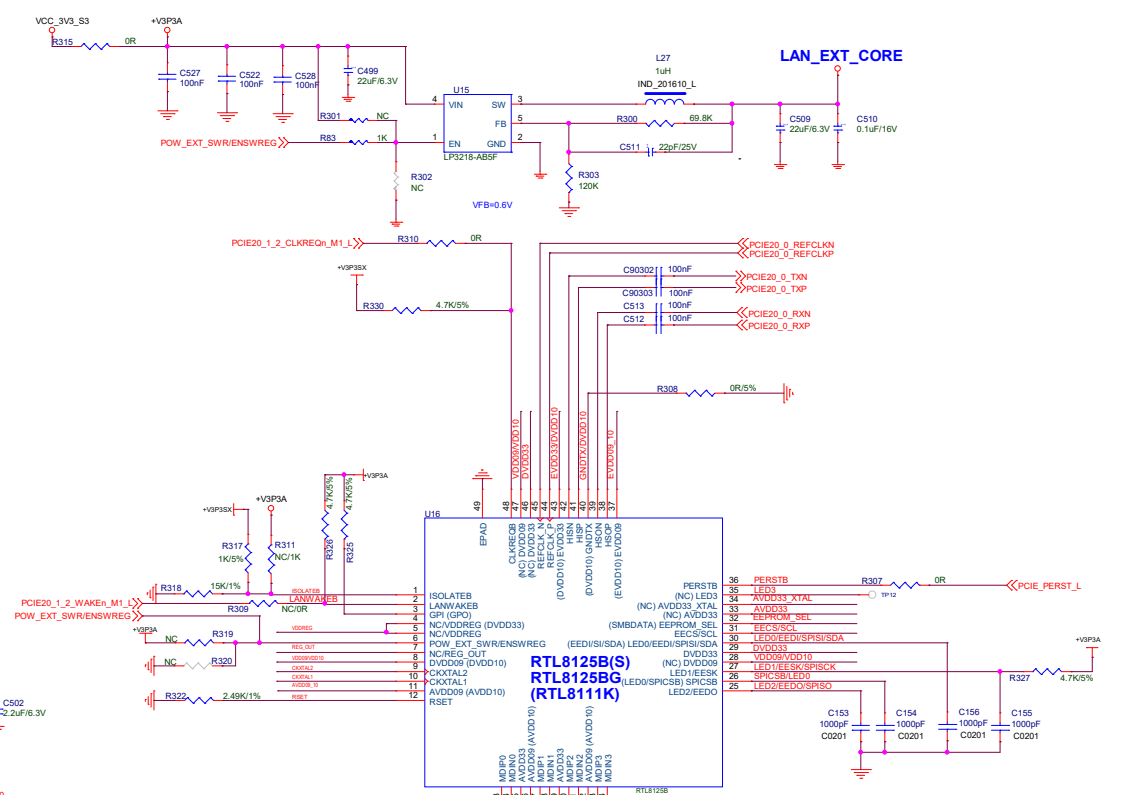 VCC_3V3_S3
+V3P3A
R315
0R
C527
100nF
C522
100nF
C528
100nF
C499
22uF/6.3V
R301
NC
POW_EXT_SWR/ENSWREG
R83
1K
R302
NC
U15
4
VIN
SW
3
FB
5
1
EN
GND
2
LP3218-AB5F
VFB=0.6V
L27
1uH
IND_201610_L
LAN_EXT_CORE
R300
69.8K
C511
22pF/25V
R303
120K
C509
22uF/6.3V
C510
0.1uF/16V
PCIE20_1_2_CLKREQn_M1_L
R310
0R
+V3P3SX
R330
4.7K/5%
PCIE20_0_REFCLKN
PCIE20_0_REFCLKP
C90302
100nF
PCIE20_0_TXN
C90303
100nF
PCIE20_0_TXP
C513
100nF
PCIE20_0_RXN
C512
100nF
PCIE20_0_RXP
R308
0R/5%
VDD09/VDD10
DVDD33
EVDD33/DVDD10
GNDTX/DVDD10
EVDD09_10
49
48
47
46
45
44
43
42
41
40
39
38
37
EPAD
CLKREQB
(NC) DVDD09
(NC) DVDD33
REFCLK_N
REFCLK_P
(DVDD10) EVDD33
HISN
HISP
(DVDD10) GNDTX
HSON
HSOP
(EVDD10) EVDD09
U16
+V3P3A
4.7K/5%
4.7K/5%
R326
R325
+V3P3SX
+V3P3A
R317
1K/5%
R311
NC/1K
R318
15K/1%
ISOLATEB
PCIE20_1_2_WAKEn_M1_L
LANWAKEB
R309
NC/0R
POW_EXT_SWR/ENSWREG
+V3P3A
NC
R319
NC
R320
R322
2.49K/1%
VDDREG
REG_OUT
VDD09/VDD10
CKXTAL2
CKXTAL1
AVDD09_10
RSET
1
ISOLATEB
2
LANWAKEB
3
GPI (GPO)
4
NC/VDDREG (DVDD33)
5
NC/VDDREG
6
POW_EXT_SWR/ENSWREG
7
NC/REG_OUT
8
DVDD09 (DVDD10)
9
CKXTAL2
10
CKXTAL1
11
AVDD09 (AVDD10)
12
RSET
RTL8125B(S)
RTL8125BG
(RTL8111K)
PERSTB
36
PERSTB
(NC) LED3
35
LED3
(NC) AVDD33_XTAL
34
AVDD33_XTAL
(NC) AVDD33
33
AVDD33
(SMBDATA) EEPROM_SEL
32
EEPROM_SEL
EECS/SCL
31
EECS/SCL
(EEDI/SI/SDA) LED0/EEDI/SPISI/SDA
30
LED0/EEDI/SPISI/SDA
DVDD33
29
DVDD33
(NC) DVDD09
28
VDD09/VDD10
LED1/EESK
27
LED1/EESK/SPISCK
(LED0/SPICSB) SPICSB
26
SPICSB/LED0
LED2/EEDO
25
LED2/EEDO/SPISO
R307
0R
PCIE_PERST_L
TP12
+V3P3A
R327
4.7K/5%
C153
1000pF
C0201
C154
1000pF
C0201
C156
1000pF
C0201
C155
1000pF
C0201
C502
2.2uF/6.3V
MDIP0
MDIN0
AVDD33
AVDD09 (AVDD10)
MDIP1
MDIN1
AVDD33
MDIP2
MDIN2
AVDD09 (AVDD10)
MDIP3
MDIN3
RTL8125B